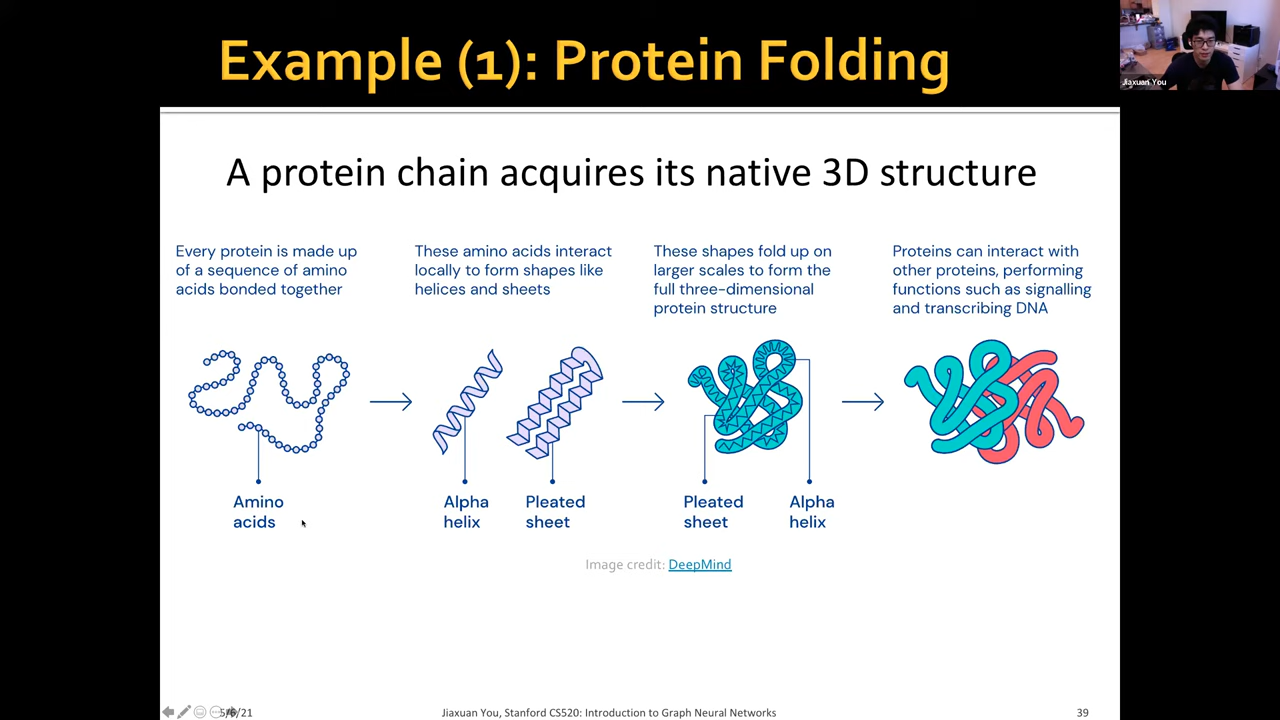 Example (1): Protein Folding
Jiaxuan You
A protein chain acquires its native 3D structure
Every protein is made up
of a sequence of amino
acids bonded together
These amino acids interact
locally to form shapes like
helices and sheets
These shapes fold up on
larger scales to form the
full three-dimensional
protein structure
Proteins can interact with
other proteins, performing
functions such as signalling
and transcribing DNA
Amino
acids
Alpha
helix
Pleated
sheet
Pleated
sheet
Alpha
helix
Image credit: DeepMind
5/6/21
Jiaxuan You, Stanford CS520: Introduction to Graph Neural Networks
39